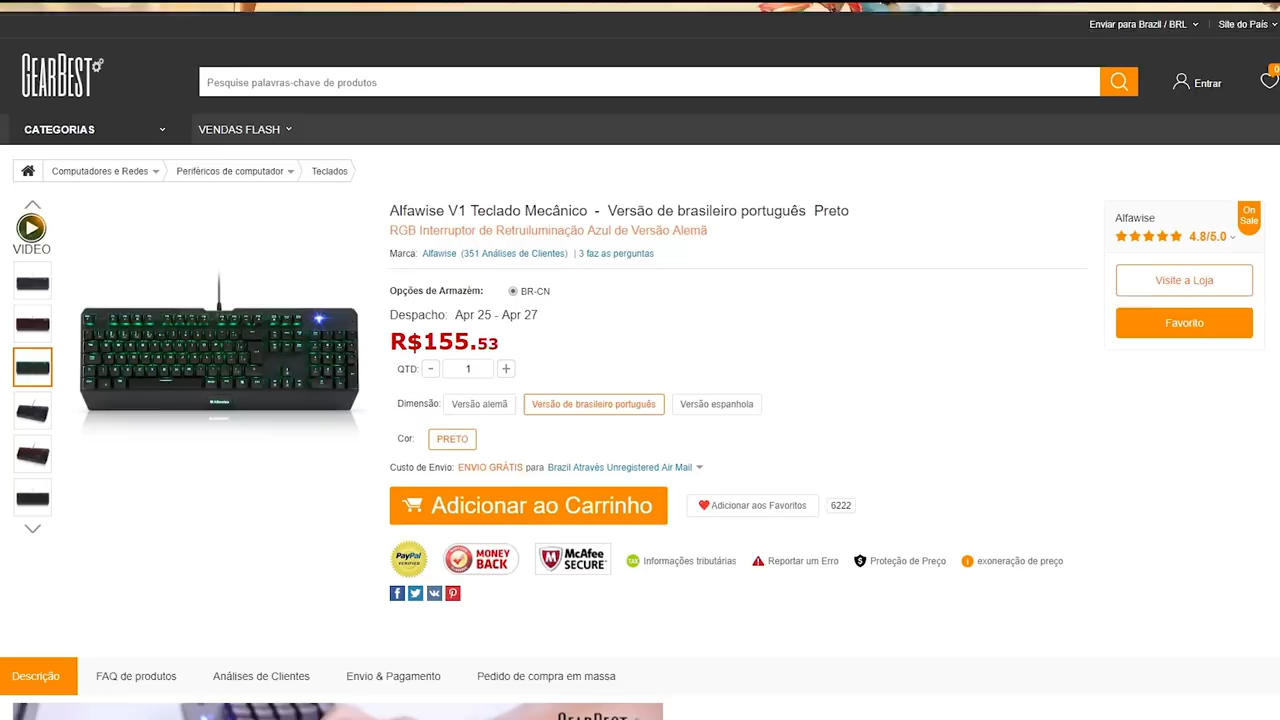 Enviar para Brazil / BRL
Site do País
GEARBEST
Pesquise palavras-chave de produtos
Entrar
0
CATEGORIAS
VENDAS FLASH
Computadores e Redes
Periféricos de computador
Teclados
VIDEO
Alfawise V1 Teclado Mecânico - Versão de brasileiro português Preto
RGB Interruptor de Retruiluminação Azul de Versão Alemã
Marca: Alfawise (351 Análises de Clientes) | 3 faz as perguntas
Opções de Armazém: BR-CN
Despacho: Apr 25 - Apr 27
R$155.53
QTD: - 1 +
Dimensão: Versão alemã Versão de brasileiro português Versão espanhola
Cor: PRETO
Custo de Envio: ENVIO GRÁTIS para Brazil Através Unregistered Air Mail
Adicionar ao Carrinho
Adicionar aos Favoritos
6222
PayPal
VERIFIED
MONEY
BACK
McAfee
SECURE
TAX
Informações tributárias
Reportar um Erro
Proteção de Preço
exoneração de preço
Alfawise
On
Sale
4.8/5.0
Visite a Loja
Favorito
Descrição
FAQ de produtos
Análises de Clientes
Envio & Pagamento
Pedido de compra em massa
GEARBEST